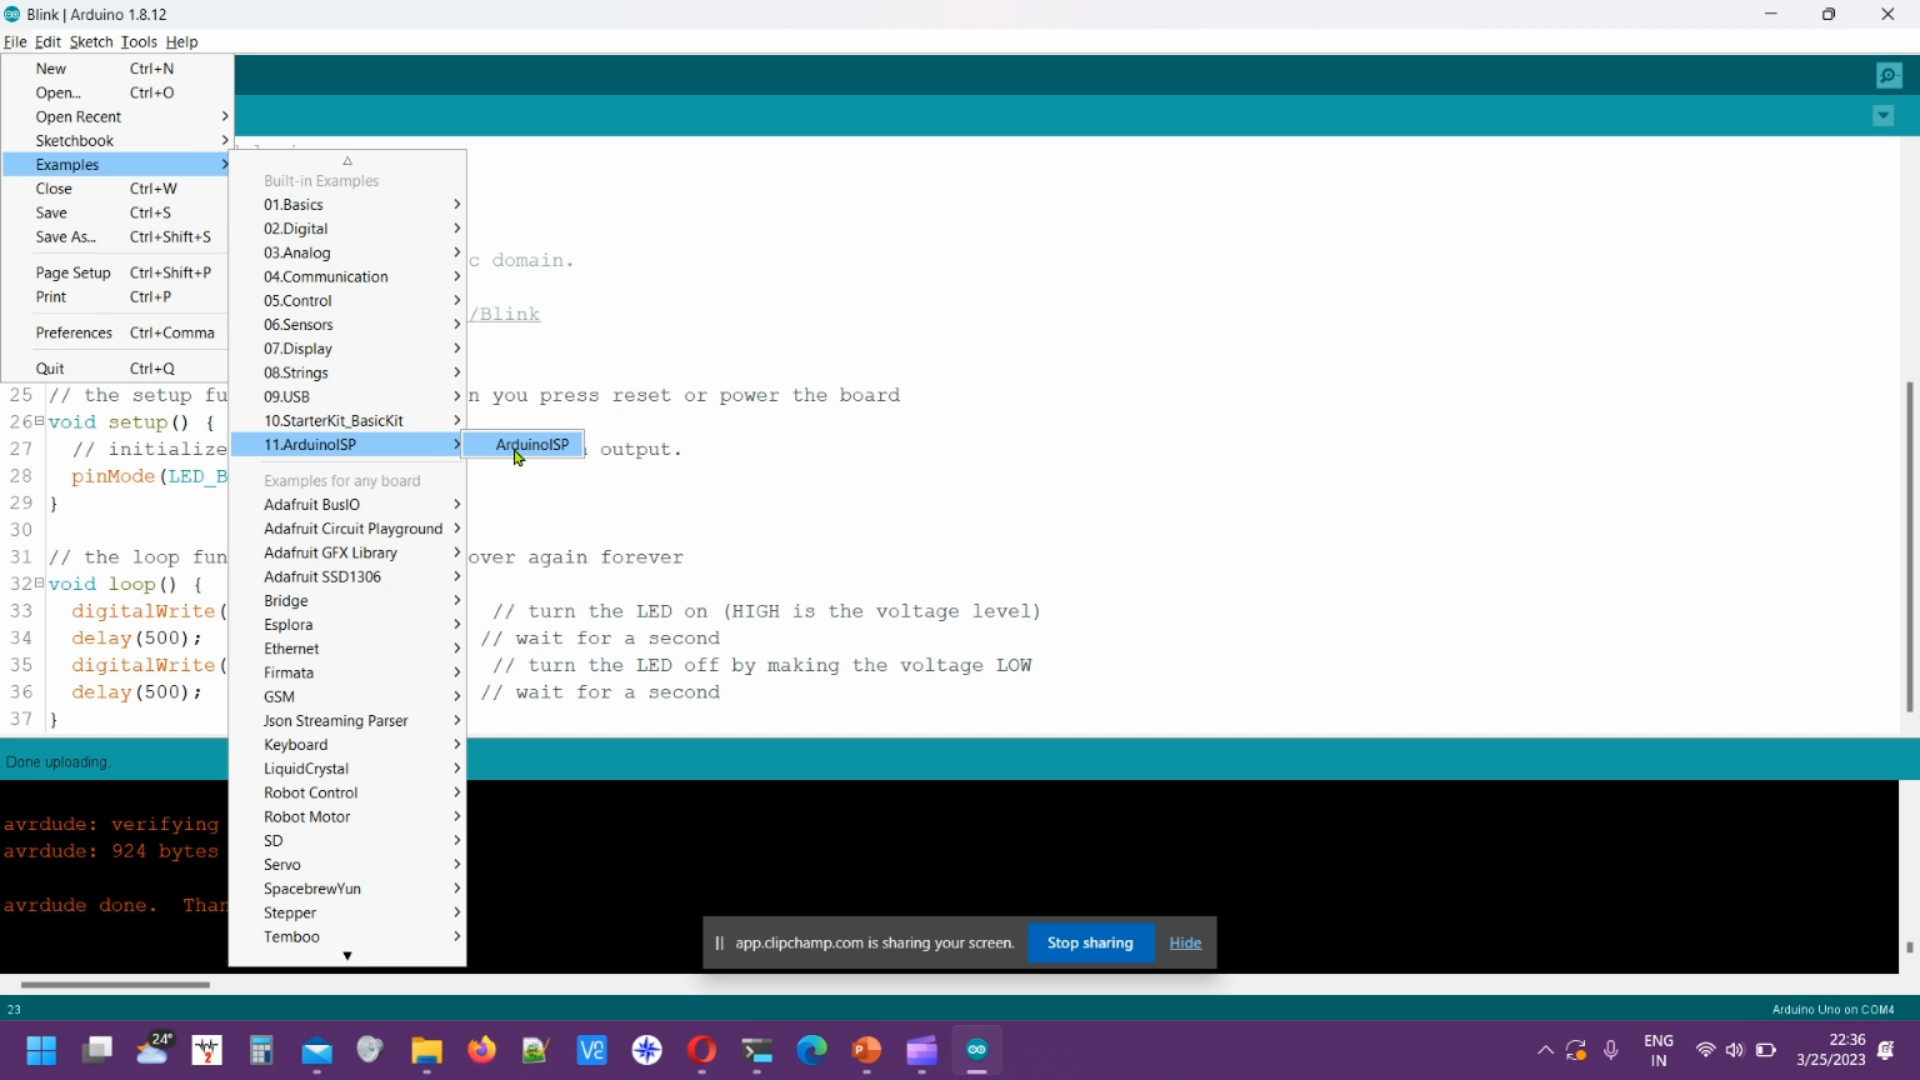 Blink | Arduino 1.8.12
File Edit Sketch Tools Help
New Ctrl+N
Open... Ctrl+O
Open Recent
Sketchbook
Examples
Close Ctrl+W
Save Ctrl+S
Save As... Ctrl+Shift+S
Page Setup Ctrl+Shift+P
Print Ctrl+P
Preferences Ctrl+Comma
Quit Ctrl+Q
Built-in Examples
01.Basics
02.Digital
03.Analog
04.Communication
05.Control
06.Sensors
07.Display
08.Strings
09.USB
10.StarterKit_BasicKit
11.ArduinoISP
ArduinoISP
Examples for any board
Adafruit BusIO
Adafruit Circuit Playground
Adafruit GFX Library
Adafruit SSD1306
Bridge
Esplora
Ethernet
Firmata
GSM
Json Streaming Parser
Keyboard
LiquidCrystal
Robot Control
Robot Motor
SD
Servo
SpacebrewYun
Stepper
Temboo
c domain.
/Blink
25 // the setup fu n you press reset or power the board
26 void setup() {
27 // initialize output.
28 pinMode(LED_B
29 }
30
31 // the loop fun over again forever
32 void loop() {
33 digitalWrite( // turn the LED on (HIGH is the voltage level)
34 delay(500); // wait for a second
35 digitalWrite( // turn the LED off by making the voltage LOW
36 delay(500); // wait for a second
37 }
Done uploading.
avrdude: verifying
avrdude: 924 bytes
avrdude done. Than
app.clipchamp.com is sharing your screen. Stop sharing Hide
23 Arduino Uno on COM4
24°
2
V2
ENG
IN
22:36
3/25/2023